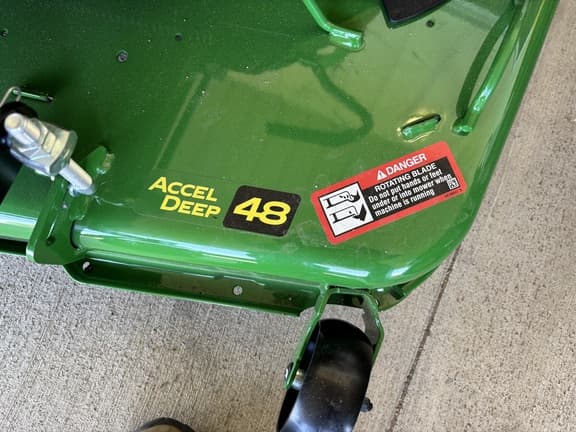 ACCEL
DEEP
48
DANGER
ROTATING BLADE
Do not put hands or feet
under or into mower when
machine is running